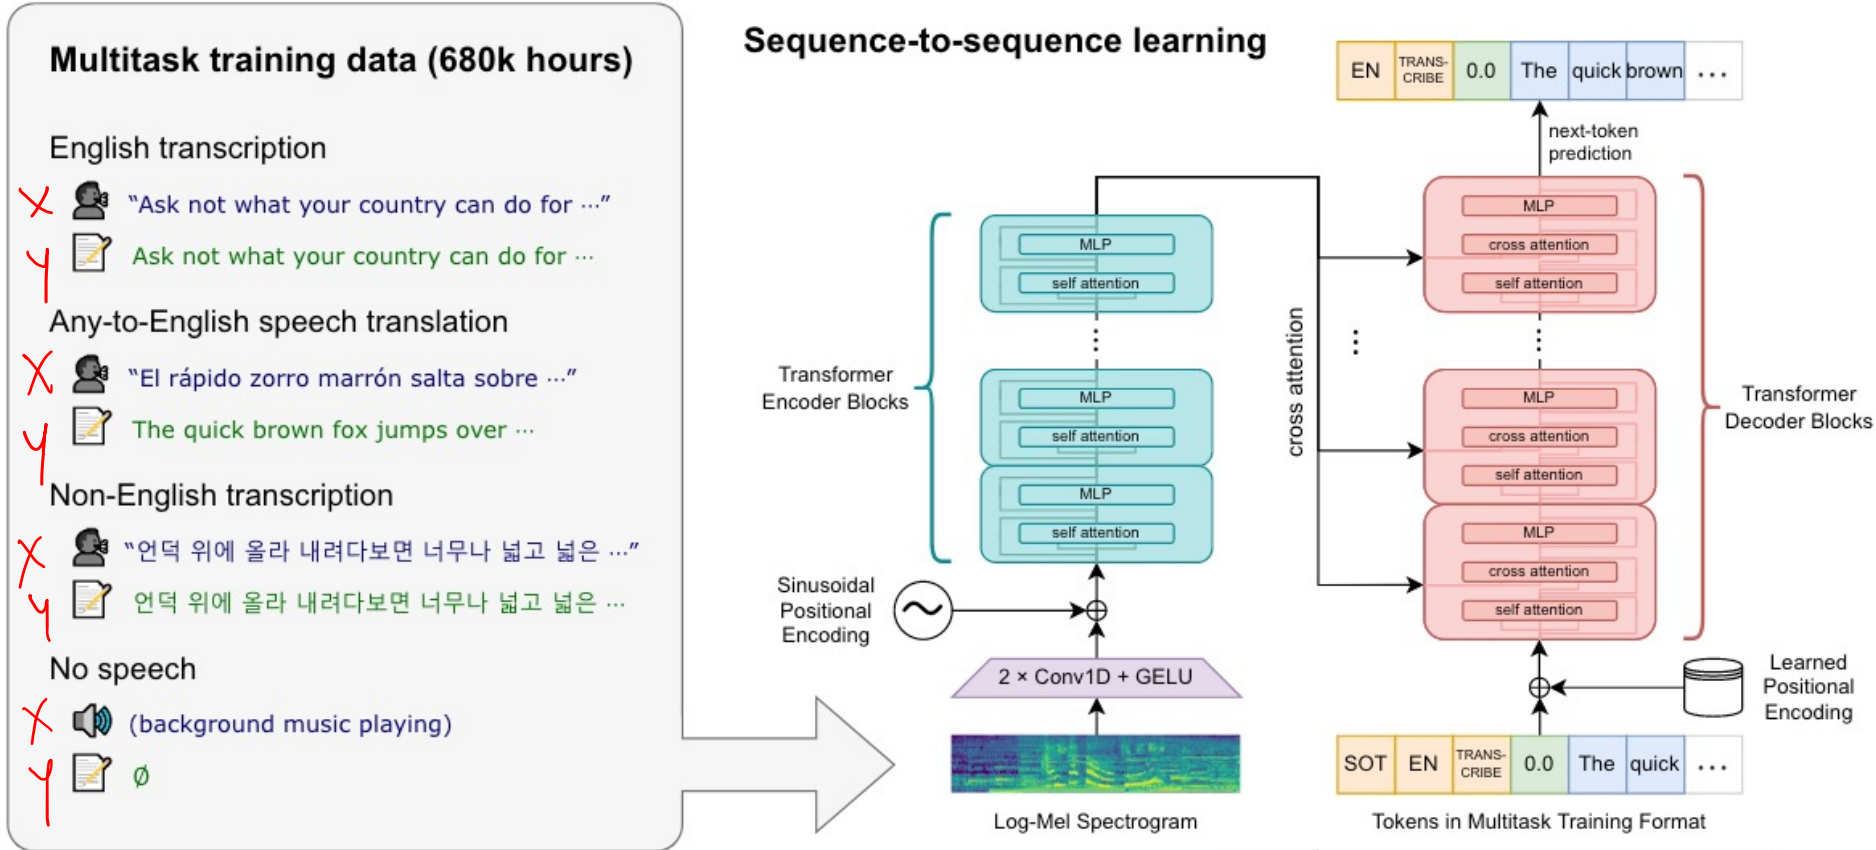 Multitask training data (680k hours)
English transcription
X “Ask not what your country can do for ⋯”
y Ask not what your country can do for ⋯
Any-to-English speech translation
X “El rápido zorro marrón salta sobre ⋯”
y The quick brown fox jumps over ⋯
Non-English transcription
X “언덕 위에 올라 내려다보면 너무나 넓고 넓은 ⋯”
y 언덕 위에 올라 내려다보면 너무나 넓고 넓은 ⋯
No speech
X (background music playing)
y ∅
Sequence-to-sequence learning
EN TRANS-
CRIBE 0.0 The quick brown ⋯
next-token
prediction
MLP
self attention
⋮
MLP
self attention
MLP
self attention
Transformer
Encoder Blocks
Sinusoidal
Positional
Encoding
2 × Conv1D + GELU
Log-Mel Spectrogram
cross attention
⋮
MLP
cross attention
self attention
⋮
MLP
cross attention
self attention
MLP
cross attention
self attention
Transformer
Decoder Blocks
Learned
Positional
Encoding
SOT EN TRANS-
CRIBE 0.0 The quick ⋯
Tokens in Multitask Training Format